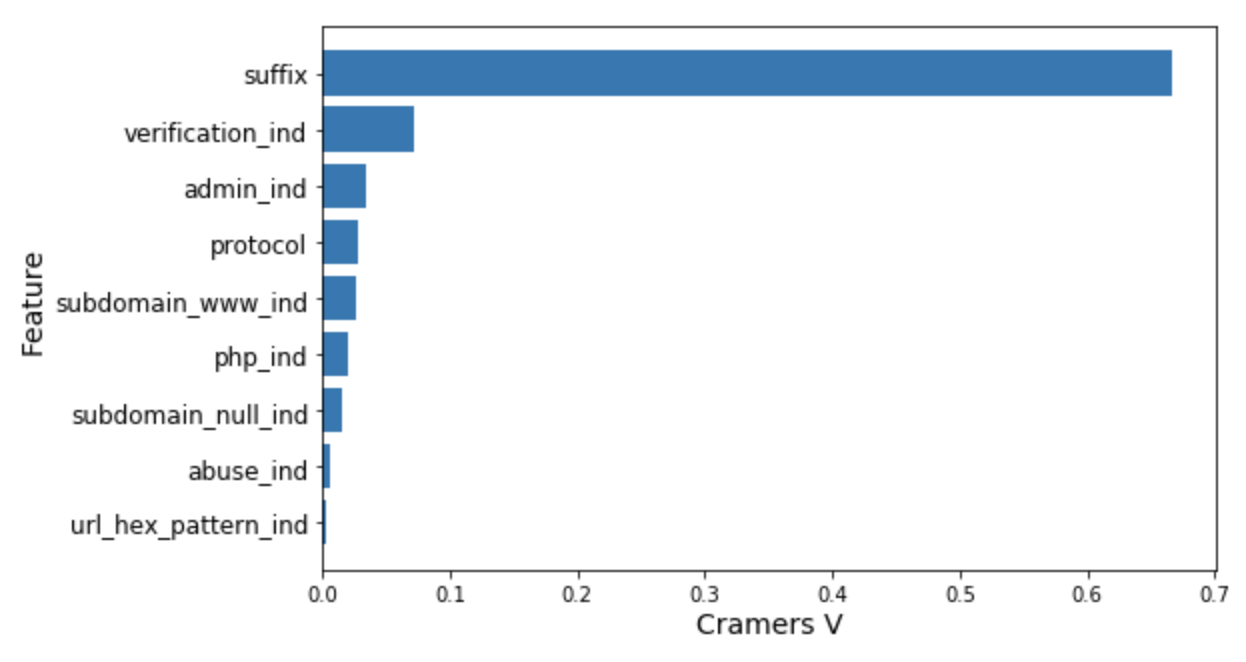 suffix
verification_ind
admin_ind
protocol
subdomain_www_ind
php_ind
subdomain_null_ind
abuse_ind
url_hex_pattern_ind
Feature
0.0 0.1 0.2 0.3 0.4 0.5 0.6 0.7
Cramers V